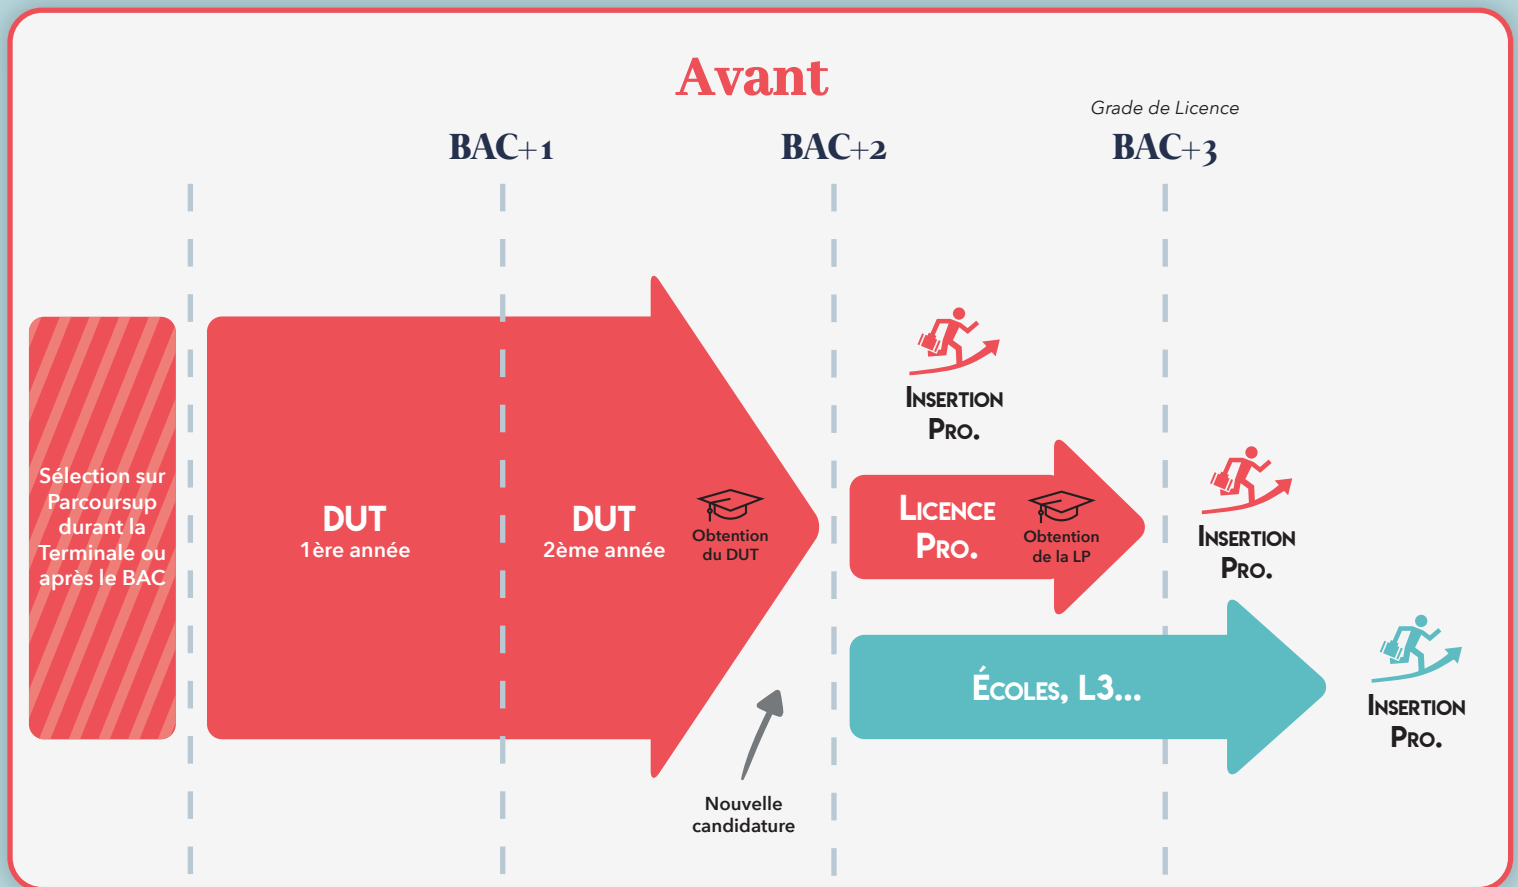 Avant
Grade de Licence
BAC+1
BAC+2
BAC+3
Sélection sur
Parcoursup
durant la
Terminale ou
après le BAC
DUT
1ère année
DUT
2ème année
Obtention
du DUT
Nouvelle
candidature
INSERTION
PRO.
LICENCE
PRO.
Obtention
de la LP
INSERTION
PRO.
ÉCOLES, L3...
INSERTION
PRO.